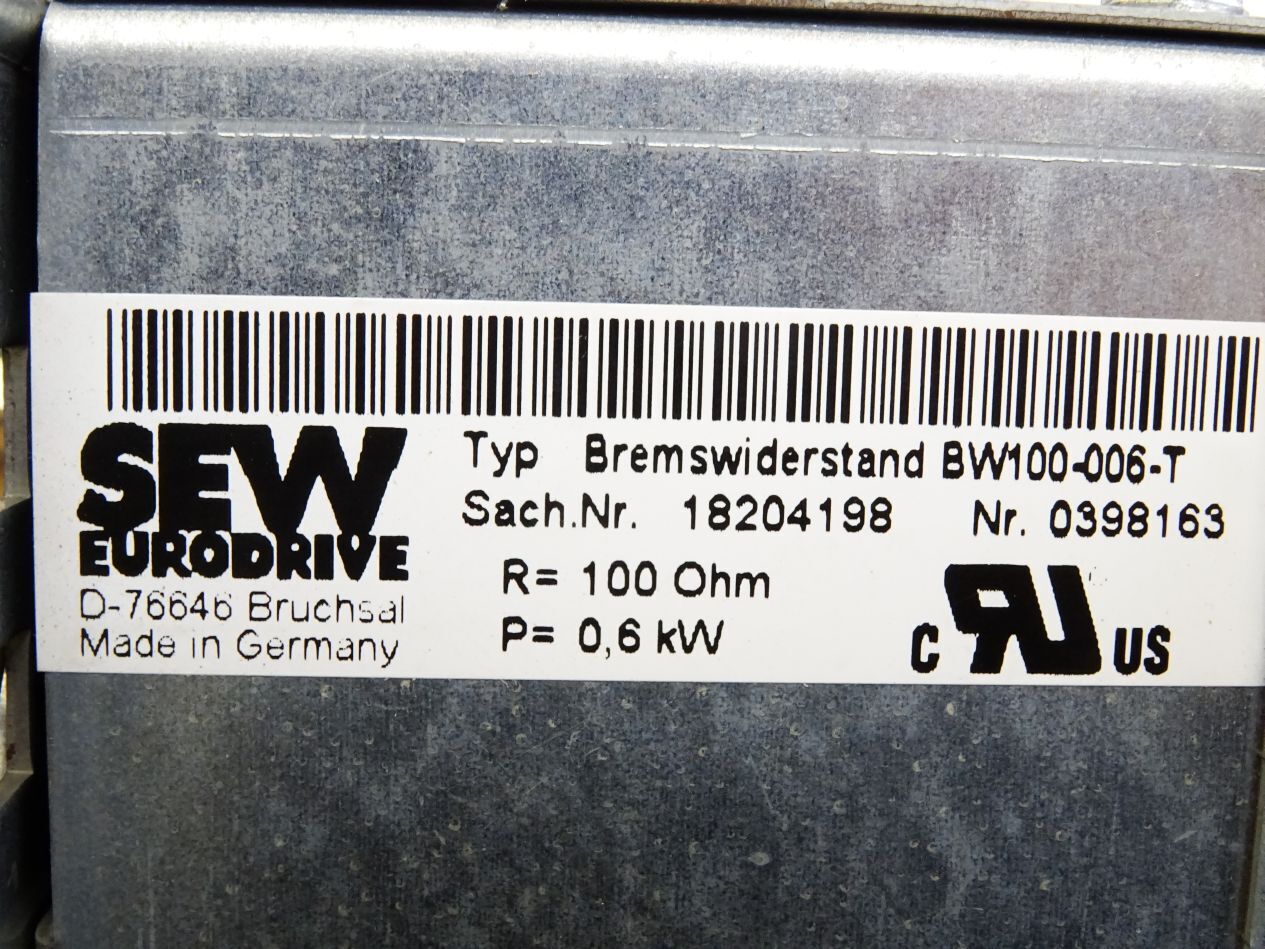 SEW
EURODRIVE
D-76646 Bruchsal
Made in Germany
Typ Bremswiderstand BW100-006-T
Sach.Nr. 18204198 Nr. 0398163
R= 100 Ohm
P= 0,6 kW
C RU US